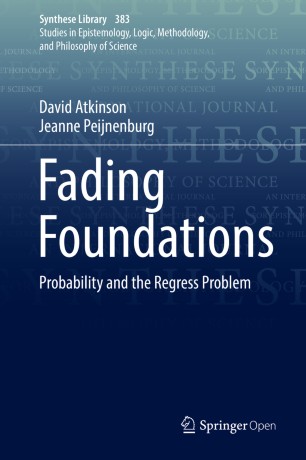 Synthese Library 383
Studies in Epistemology, Logic, Methodology,
and Philosophy of Science
David Atkinson
Jeanne Peijnenburg
Fading
Foundations
Probability and the Regress Problem
Springer Open